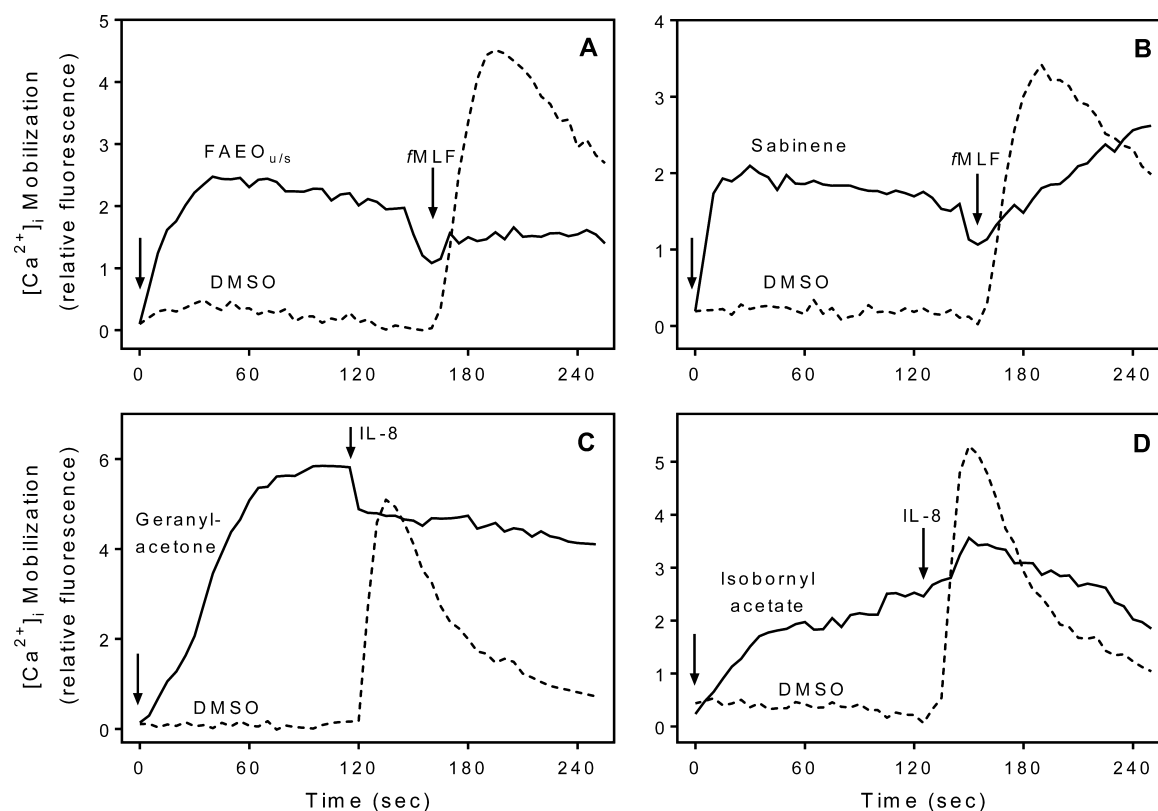 A
[Ca²⁺]ᵢ Mobilization
(relative fluorescence)
5
4
3
2
1
0
FAEOu/s
fMLF
DMSO
0 60 120 180 240
B
4
3
2
1
0
Sabinene
fMLF
DMSO
0 60 120 180 240
C
[Ca²⁺]ᵢ Mobilization
(relative fluorescence)
6
4
2
0
IL-8
Geranyl-
acetone
DMSO
0 60 120 180 240
Time (sec)
D
5
4
3
2
1
0
IL-8
Isobornyl
acetate
DMSO
0 60 120 180 240
Time (sec)